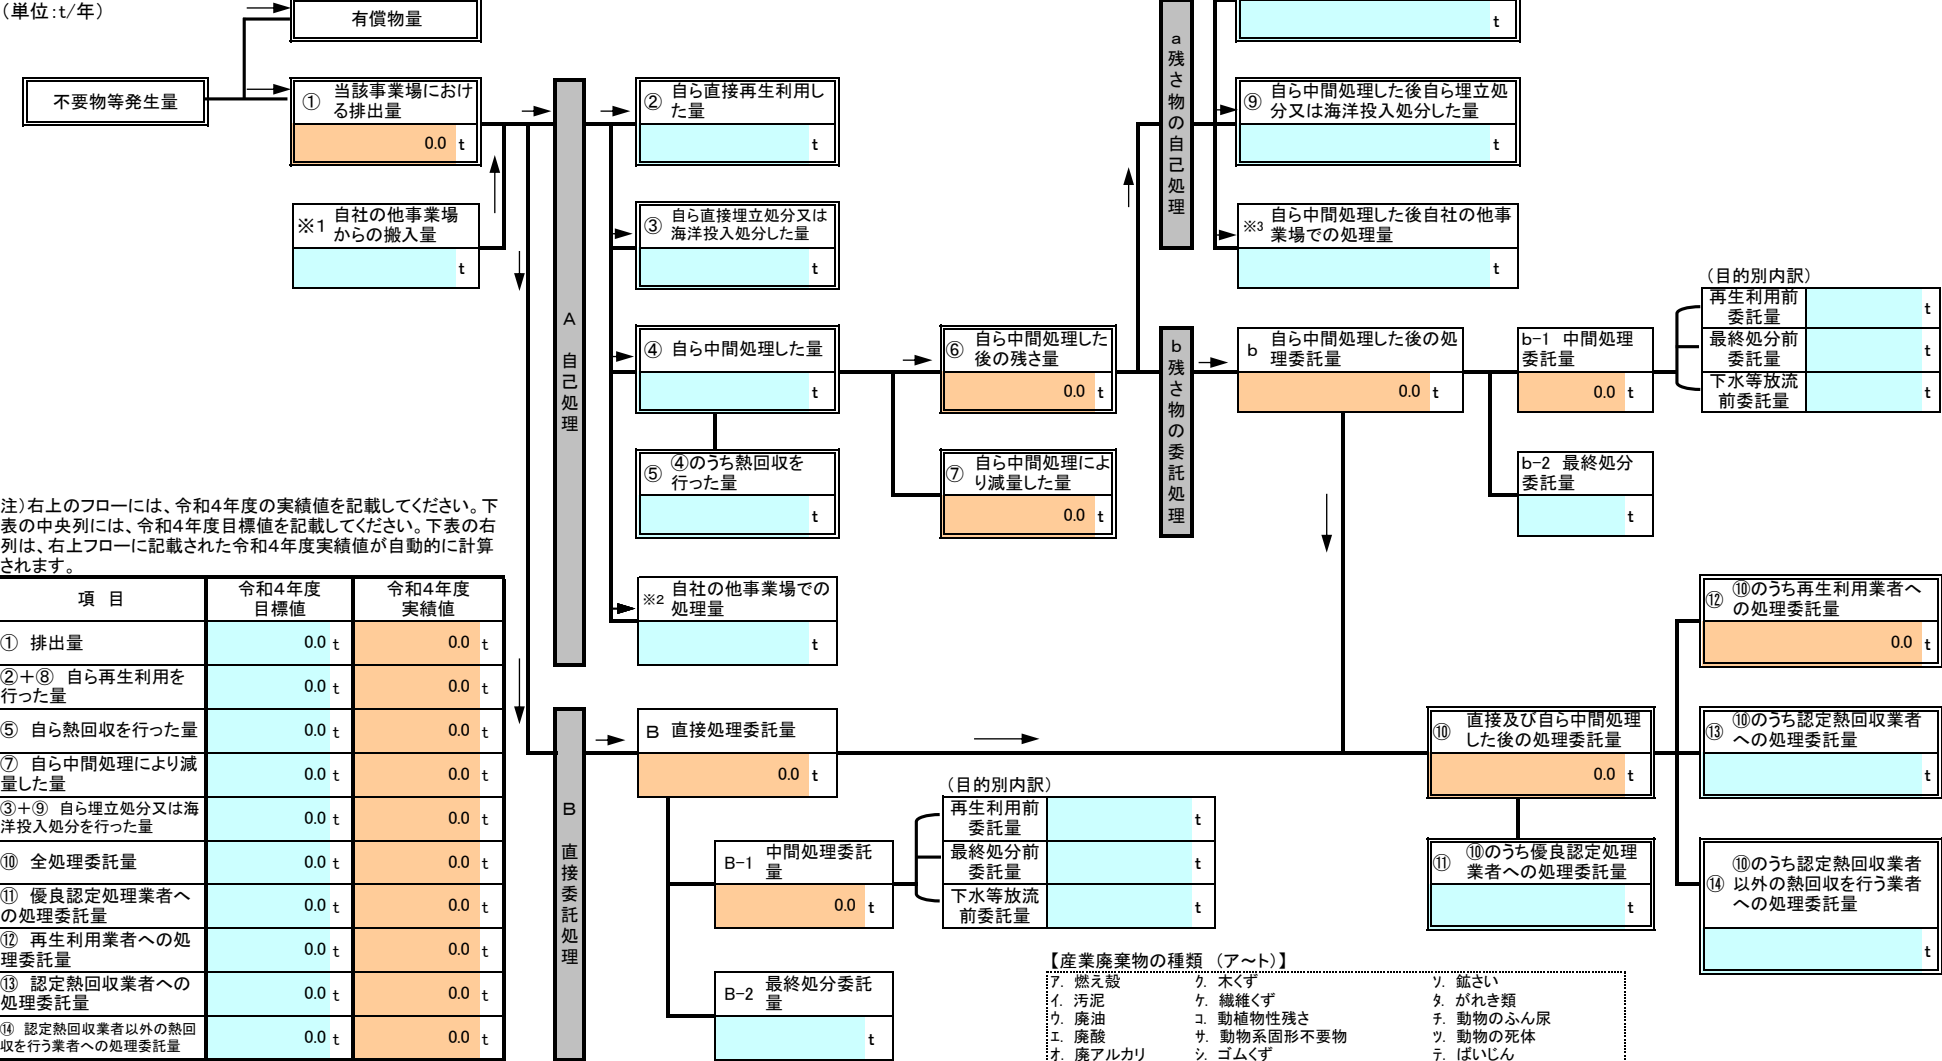 （単位:t/年）
有償物量
不要物等発生量
① 当該事業場におけ
る排出量
0.0 t
※1 自社の他事業場
からの搬入量
t
A 自己処理
② 自ら直接再生利用し
た量
t
③ 自ら直接埋立処分又は
海洋投入処分した量
t
④ 自ら中間処理した量
t
⑤ ④のうち熱回収を
行った量
t
※2 自社の他事業場での
処理量
t
⑥ 自ら中間処理した
後の残さ量
0.0 t
⑦ 自ら中間処理によ
り減量した量
0.0 t
a 残さ物の自己処理
t
⑨ 自ら中間処理した後自ら埋立処
分又は海洋投入処分した量
t
※3 自ら中間処理した後自社の他事
業場での処理量
t
b 残さ物の委託処理
b 自ら中間処理した後の処
理委託量
0.0 t
b-1 中間処理
委託量
0.0 t
（目的別内訳）
再生利用前
委託量
t
最終処分前
委託量
t
下水等放流
前委託量
t
b-2 最終処分
委託量
t
注）右上のフローには、令和4年度の実績値を記載してください。下
表の中央列には、令和4年度目標値を記載してください。下表の右
列は、右上フローに記載された令和4年度実績値が自動的に計算
されます。
項 目
令和4年度
目標値
令和4年度
実績値
① 排出量 0.0 t 0.0 t
②+⑧ 自ら再生利用を
行った量 0.0 t 0.0 t
⑤ 自ら熱回収を行った量 0.0 t 0.0 t
⑦ 自ら中間処理により減
量した量 0.0 t 0.0 t
③+⑨ 自ら埋立処分又は海
洋投入処分を行った量 0.0 t 0.0 t
⑩ 全処理委託量 0.0 t 0.0 t
⑪ 優良認定処理業者へ
の処理委託量 0.0 t 0.0 t
⑫ 再生利用業者への処
理委託量 0.0 t 0.0 t
⑬ 認定熱回収業者への
処理委託量 0.0 t 0.0 t
⑭ 認定熱回収業者以外の熱回
収を行う業者への処理委託量 0.0 t 0.0 t
B 直接委託処理
B 直接処理委託量
0.0 t
B-1 中間処理委託
量
0.0 t
（目的別内訳）
再生利用前
委託量
t
最終処分前
委託量
t
下水等放流
前委託量
t
B-2 最終処分委託
量
t
⑩ 直接及び自ら中間処理
した後の処理委託量
0.0 t
⑪ ⑩のうち優良認定処理
業者への処理委託量
t
⑫ ⑩のうち再生利用業者へ
の処理委託量
0.0 t
⑬ ⑩のうち認定熱回収業者
への処理委託量
t
⑭ ⑩のうち認定熱回収業者
以外の熱回収を行う業者
への処理委託量
t
【産業廃棄物の種類 （ア～ト）】
ア. 燃え殻 ク. 木くず ソ. 鉱さい
イ. 汚泥 ケ. 繊維くず タ. がれき類
ウ. 廃油 コ. 動植物性残さ チ. 動物のふん尿
エ. 廃酸 サ. 動物系固形不要物 ツ. 動物の死体
オ. 廃アルカリ シ. ゴムくず テ. ばいじん